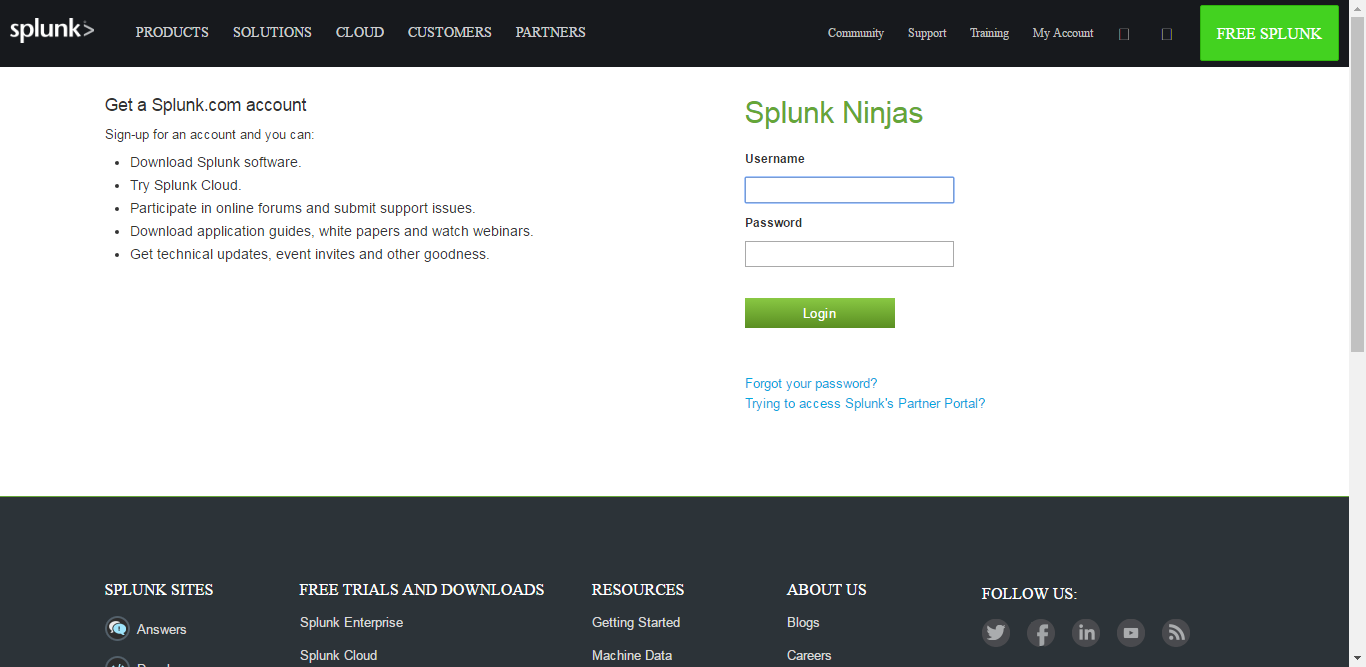 splunk>
PRODUCTS SOLUTIONS CLOUD CUSTOMERS PARTNERS
Community Support Training My Account
FREE SPLUNK
Get a Splunk.com account
Sign-up for an account and you can:
Download Splunk software.
Try Splunk Cloud.
Participate in online forums and submit support issues.
Download application guides, white papers and watch webinars.
Get technical updates, event invites and other goodness.
Splunk Ninjas
Username
Password
Login
Forgot your password?
Trying to access Splunk's Partner Portal?
SPLUNK SITES
Answers
FREE TRIALS AND DOWNLOADS
Splunk Enterprise
Splunk Cloud
RESOURCES
Getting Started
Machine Data
ABOUT US
Blogs
Careers
FOLLOW US: